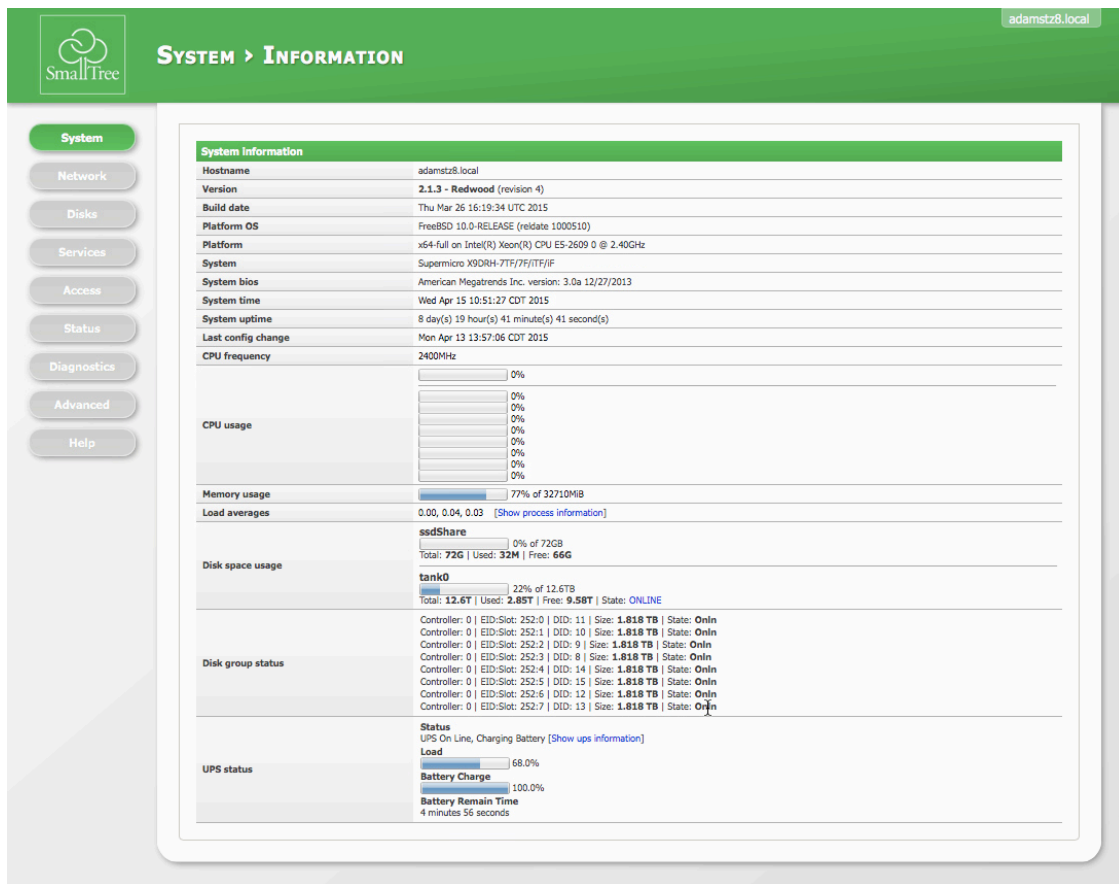 adamstz8.local
SmallTree
SYSTEM > INFORMATION
System
Network
Disks
Services
Access
Status
Diagnostics
Advanced
Help
System information
Hostname adamstz8.local
Version 2.1.3 - Redwood (revision 4)
Build date Thu Mar 26 16:19:34 UTC 2015
Platform OS FreeBSD 10.0-RELEASE (reldate 1000510)
Platform x64-full on Intel(R) Xeon(R) CPU E5-2609 0 @ 2.40GHz
System Supermicro X9DRH-7TF/7F/iTF/iF
System bios American Megatrends Inc. version: 3.0a 12/27/2013
System time Wed Apr 15 10:51:27 CDT 2015
System uptime 8 day(s) 19 hour(s) 41 minute(s) 41 second(s)
Last config change Mon Apr 13 13:57:06 CDT 2015
CPU frequency 2400MHz
CPU usage
0%
0%
0%
0%
0%
0%
0%
0%
0%
Memory usage 77% of 32710MiB
Load averages 0.00, 0.04, 0.03 [Show process information]
Disk space usage
ssdShare
0% of 72GB
Total: 72G | Used: 32M | Free: 66G
tank0
22% of 12.6TB
Total: 12.6T | Used: 2.85T | Free: 9.58T | State: ONLINE
Disk group status
Controller: 0 | EID:Slot: 252:0 | DID: 11 | Size: 1.818 TB | State: Onln
Controller: 0 | EID:Slot: 252:1 | DID: 10 | Size: 1.818 TB | State: Onln
Controller: 0 | EID:Slot: 252:2 | DID: 9 | Size: 1.818 TB | State: Onln
Controller: 0 | EID:Slot: 252:3 | DID: 8 | Size: 1.818 TB | State: Onln
Controller: 0 | EID:Slot: 252:4 | DID: 14 | Size: 1.818 TB | State: Onln
Controller: 0 | EID:Slot: 252:5 | DID: 15 | Size: 1.818 TB | State: Onln
Controller: 0 | EID:Slot: 252:6 | DID: 12 | Size: 1.818 TB | State: Onln
Controller: 0 | EID:Slot: 252:7 | DID: 13 | Size: 1.818 TB | State: Onln
UPS status
Status
UPS On Line, Charging Battery [Show ups information]
Load
68.0%
Battery Charge
100.0%
Battery Remain Time
4 minutes 56 seconds